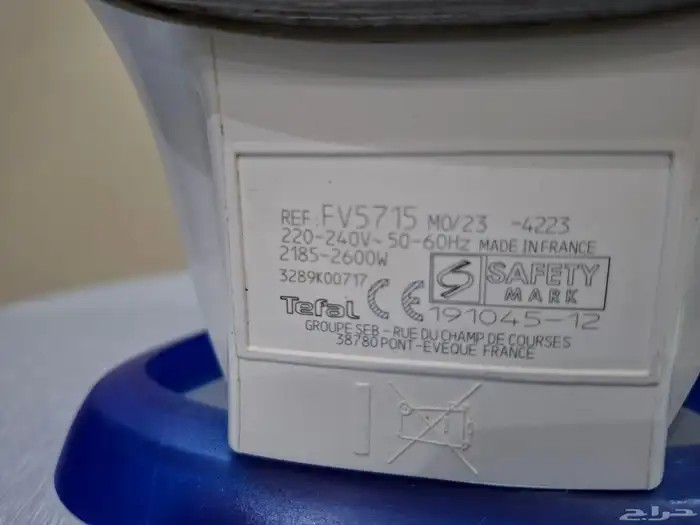 REF: FV5715 M0/23 -4223
220-240V~50-60Hz MADE IN FRANCE
2185-2600W
3289K00717
SAFETY
MARK
Tefal CE 191045-12
GROUPE SEB - RUE DU CHAMP DE COURSES
38780 PONT-EVEQUE FRANCE
حراج